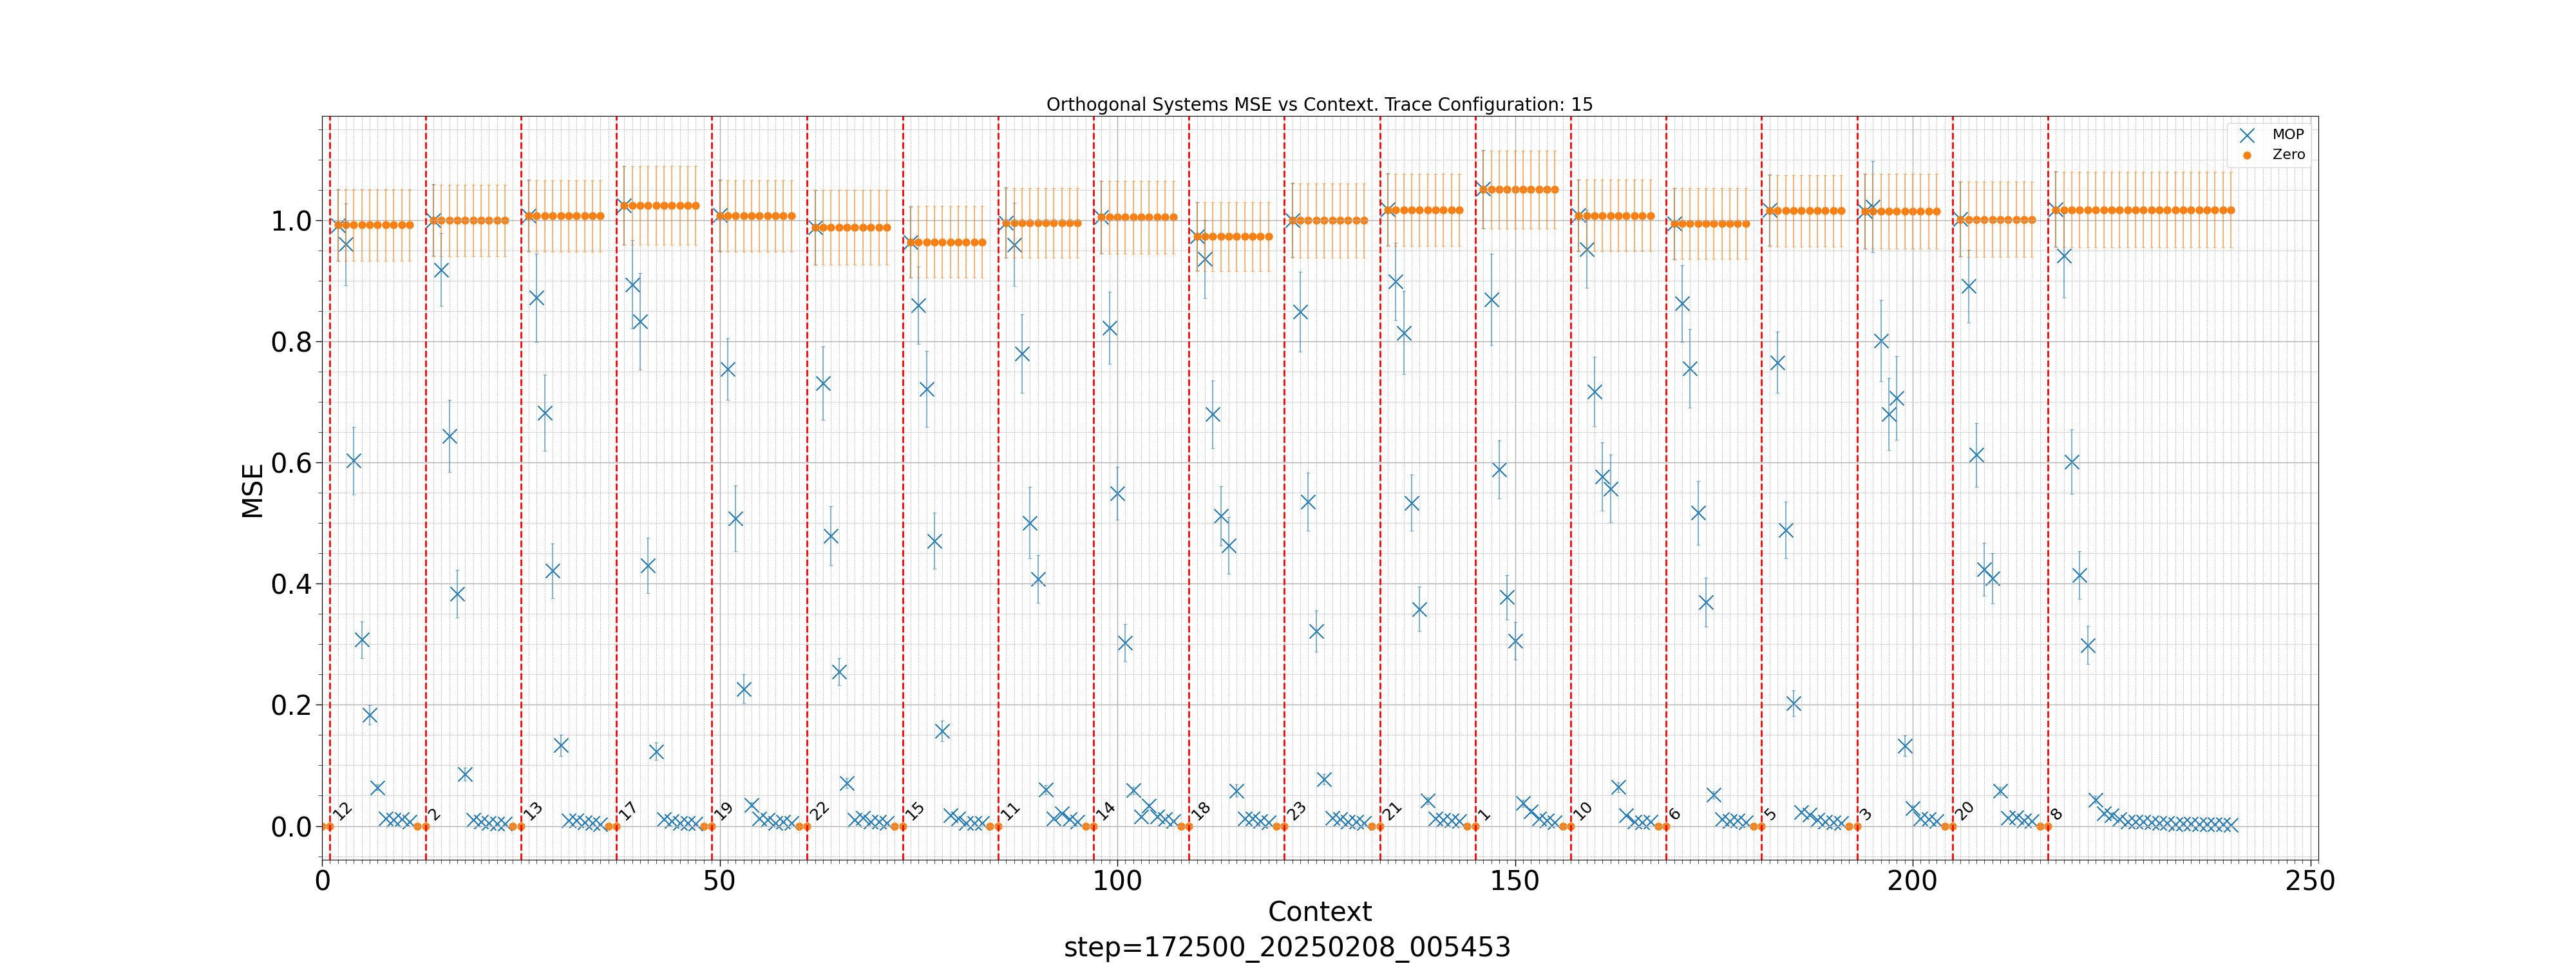 Orthogonal Systems MSE vs Context. Trace Configuration: 15
MOP
Zero
MSE
1.0
0.8
0.6
0.4
0.2
0.0
12 2 13 17 19 22 15 11 14 18 23 21 1 10 6 5 3 20 8
0 50 100 150 200 250
Context
step=172500_20250208_005453